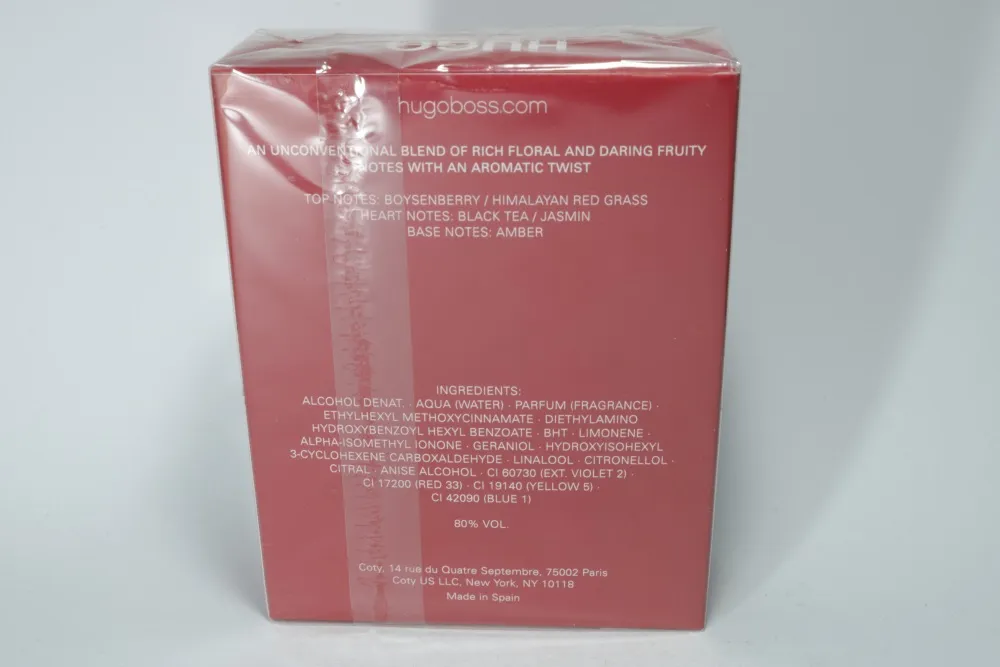 HUGO
hugoboss.com
AN UNCONVENTIONAL BLEND OF RICH FLORAL AND DARING FRUITY
NOTES WITH AN AROMATIC TWIST
TOP NOTES: BOYSENBERRY / HIMALAYAN RED GRASS
HEART NOTES: BLACK TEA / JASMIN
BASE NOTES: AMBER
INGREDIENTS:
ALCOHOL DENAT. · AQUA (WATER) · PARFUM (FRAGRANCE) ·
ETHYLHEXYL METHOXYCINNAMATE · DIETHYLAMINO
HYDROXYBENZOYL HEXYL BENZOATE · BHT · LIMONENE ·
ALPHA-ISOMETHYL IONONE · GERANIOL · HYDROXYISOHEXYL
3-CYCLOHEXENE CARBOXALDEHYDE · LINALOOL · CITRONELLOL ·
CITRAL · ANISE ALCOHOL · CI 60730 (EXT. VIOLET 2) ·
CI 17200 (RED 33) · CI 19140 (YELLOW 5) ·
CI 42090 (BLUE 1)
80% VOL.
Coty, 14 rue du Quatre Septembre, 75002 Paris
Coty US LLC, New York, NY 10118
Made in Spain